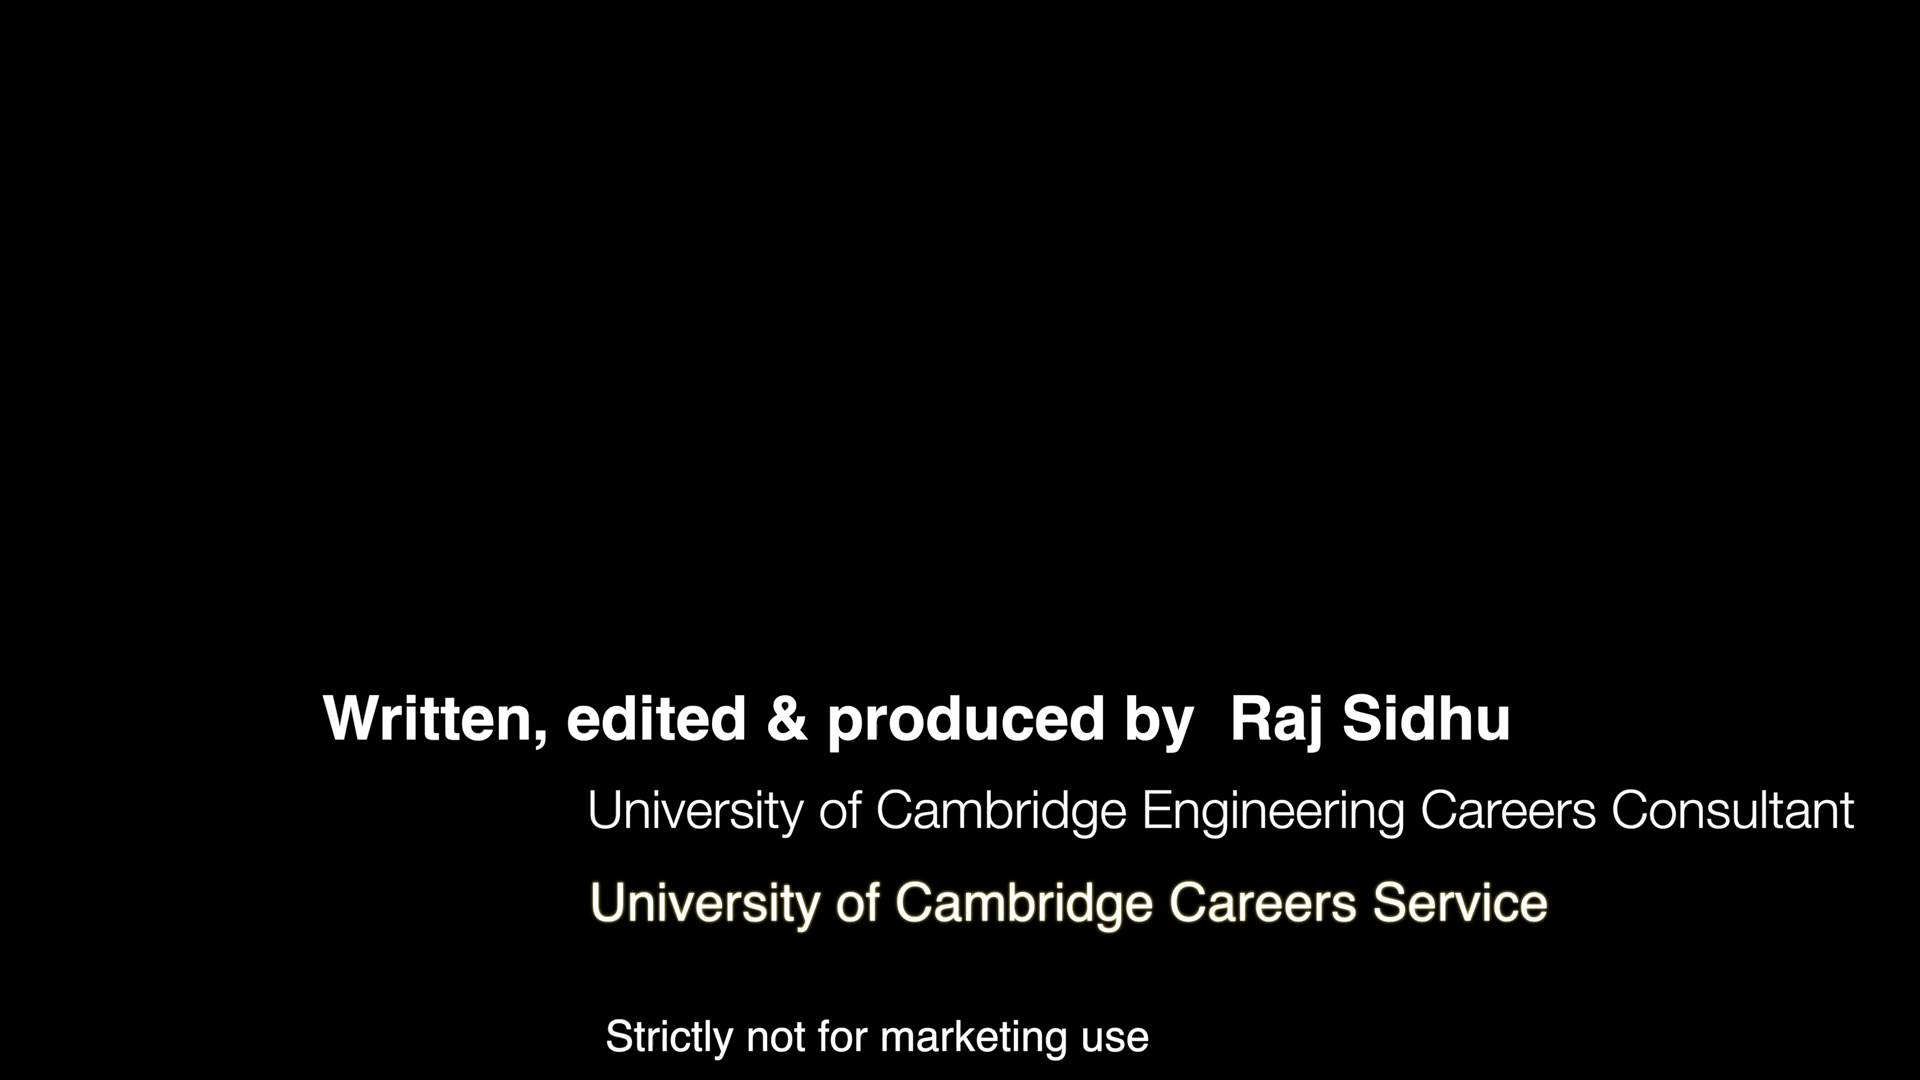 Written, edited & produced by  Raj Sidhu
University of Cambridge Engineering Careers Consultant
University of Cambridge Careers Service
Strictly not for marketing use